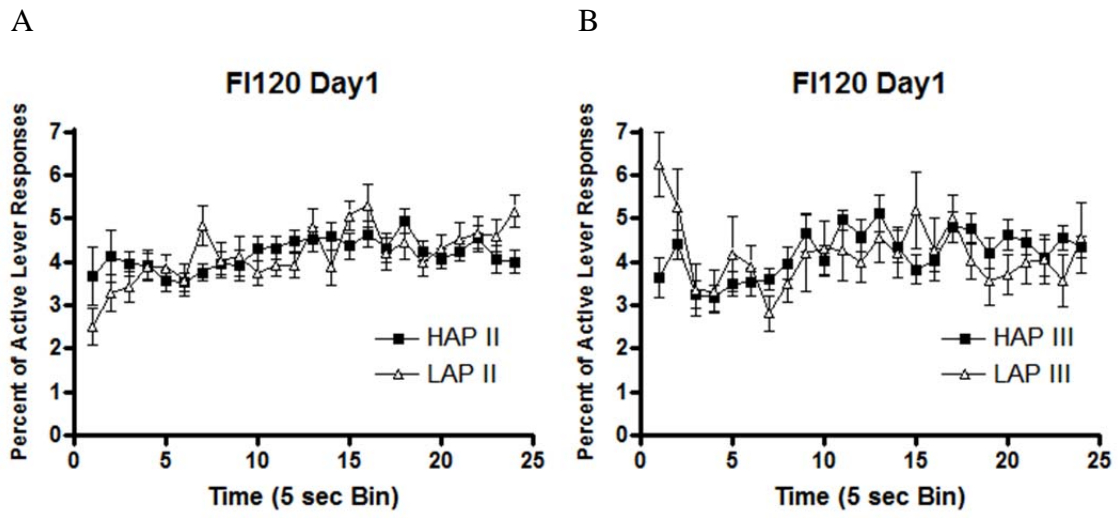 A
B
FI120 Day1
Percent of Active Lever Responses
7
6
5
4
3
2
1
0
HAP II
LAP II
0 5 10 15 20 25
Time (5 sec Bin)
FI120 Day1
Percent of Active Lever Responses
7
6
5
4
3
2
1
0
HAP III
LAP III
0 5 10 15 20 25
Time (5 sec Bin)